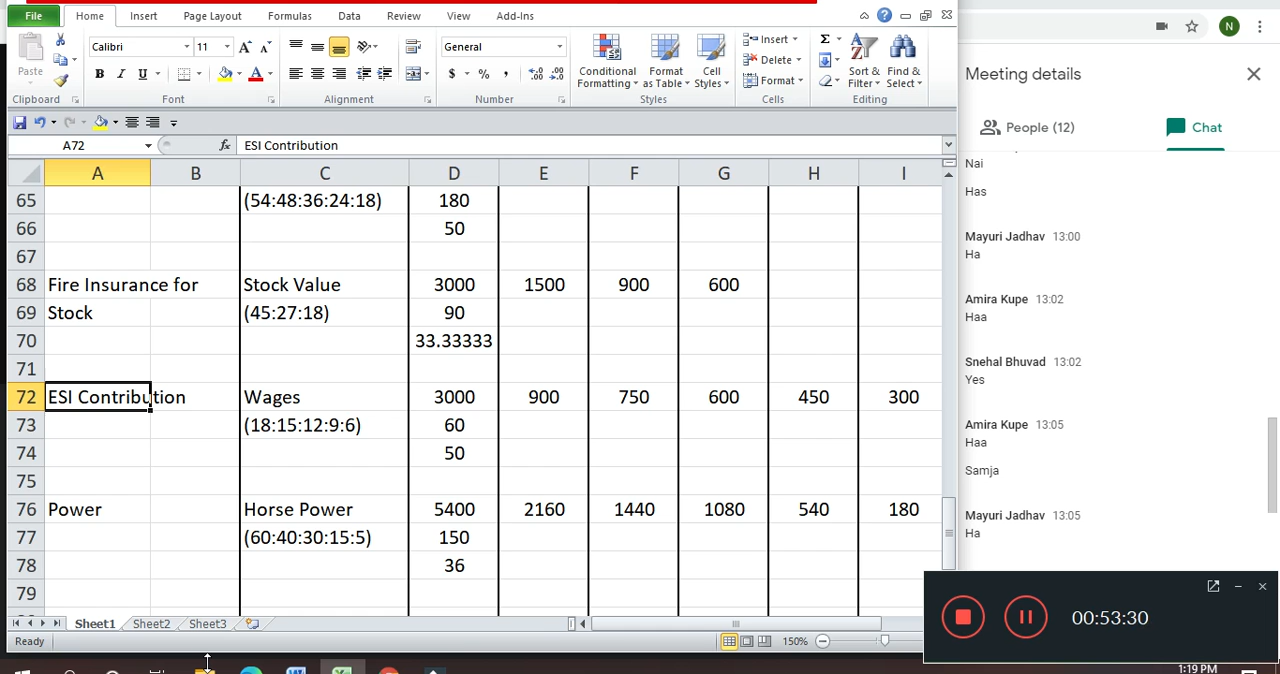 File Home Insert Page Layout Formulas Data Review View Add-Ins
Calibri 11 General Insert
Paste Conditional Format Cell Delete Sort & Find &
Formatting as Table Styles Format Filter Select
Clipboard Font Alignment Number Styles Cells Editing
A72 fx ESI Contribution
A B C D E F G H I
65 (54:48:36:24:18) 180
66 50
67
68 Fire Insurance for Stock Value 3000 1500 900 600
69 Stock (45:27:18) 90
70 33.33333
71
72 ESI Contribution Wages 3000 900 750 600 450 300
73 (18:15:12:9:6) 60
74 50
75
76 Power Horse Power 5400 2160 1440 1080 540 180
77 (60:40:30:15:5) 150
78 36
79
Sheet1 Sheet2 Sheet3
Ready 150%
N
Meeting details
People (12) Chat
Nai
Has
Mayuri Jadhav 13:00
Ha
Amira Kupe 13:02
Haa
Snehal Bhuvad 13:02
Yes
Amira Kupe 13:05
Haa
Samja
Mayuri Jadhav 13:05
Ha
00:53:30
1:19 PM